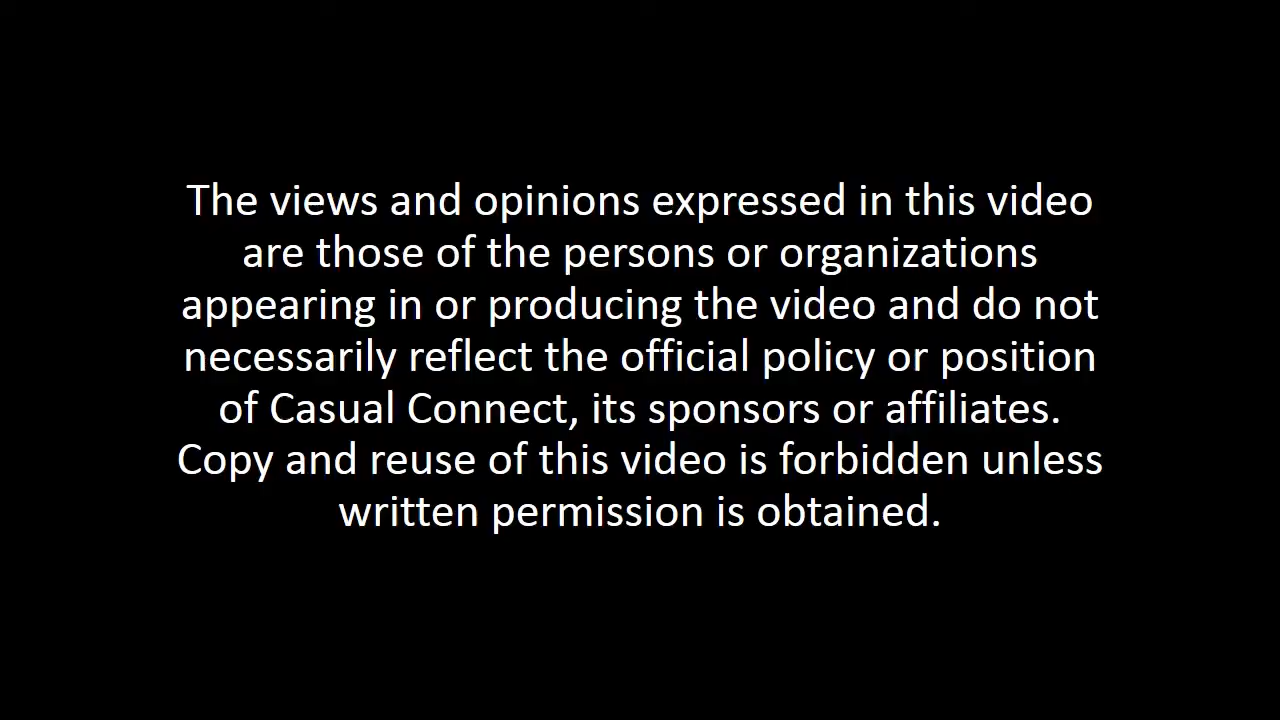 The views and opinions expressed in this video
are those of the persons or organizations
appearing in or producing the video and do not
necessarily reflect the official policy or position
of Casual Connect, its sponsors or affiliates.
Copy and reuse of this video is forbidden unless
written permission is obtained.